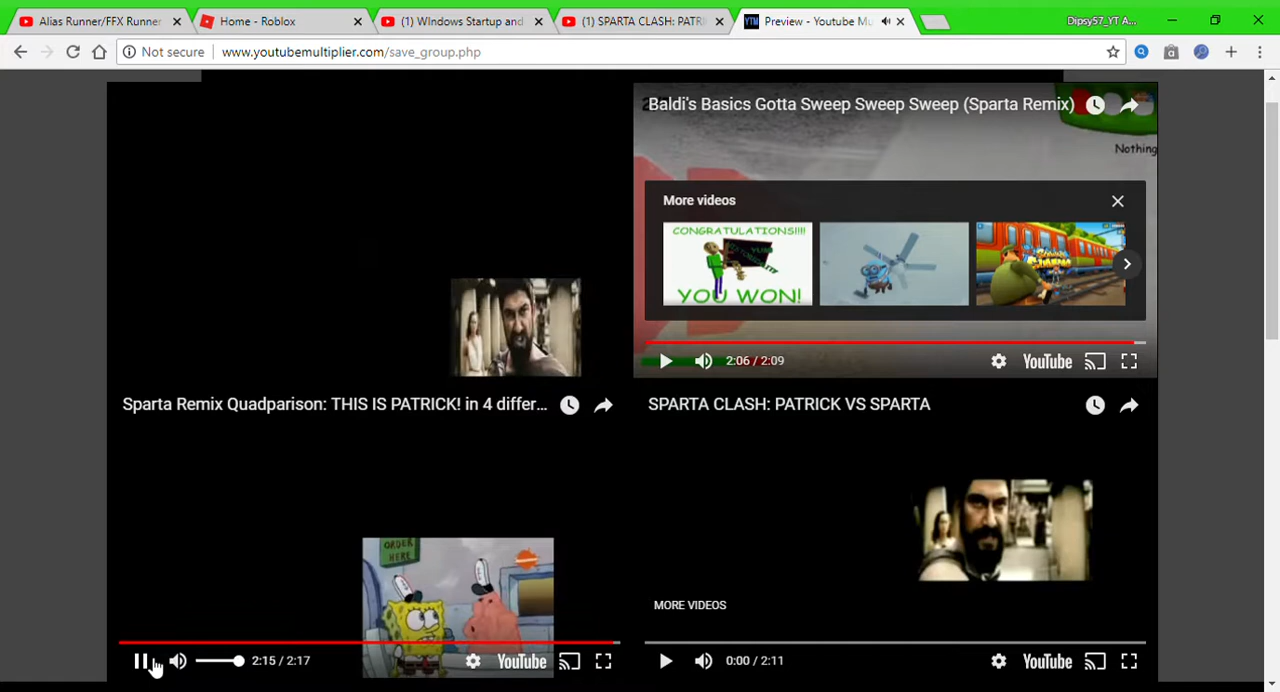 Alias Runner/FFX Runner
Home - Roblox
(1) Windows Startup and
(1) SPARTA CLASH: PATRI
YTM
Preview - Youtube Mu
Dipsy57_YT A...
Not secure
www.youtubemultiplier.com/save_group.php
Baldi's Basics Gotta Sweep Sweep Sweep (Sparta Remix)
Nothing
More videos
CONGRATULATIONS!!!!
YOU WON!
2:06 / 2:09
YouTube
Sparta Remix Quadparison: THIS IS PATRICK! in 4 differ...
SPARTA CLASH: PATRICK VS SPARTA
ORDER
HERE
MORE VIDEOS
2:15 / 2:17
YouTube
0:00 / 2:11
YouTube